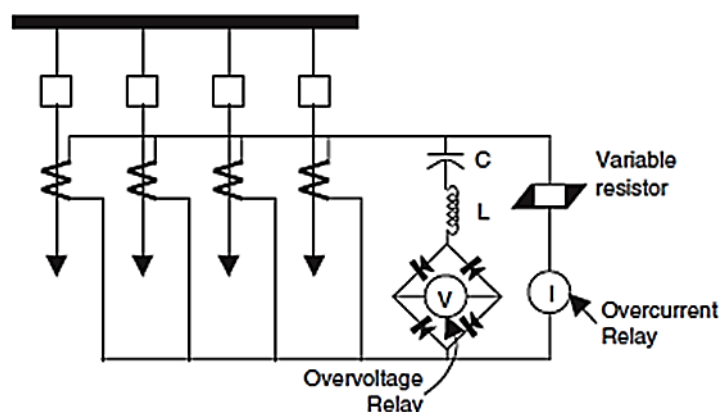 C
Variable
resistor
L
V
I
Overcurrent
Relay
Overvoltage
Relay